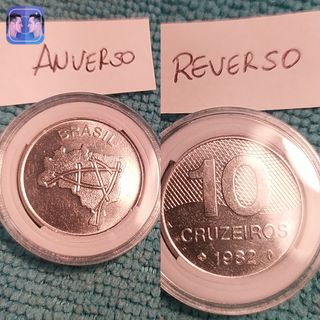 ANVERSO
REVERSO
BRASIL
10
CRUZEIROS
1982